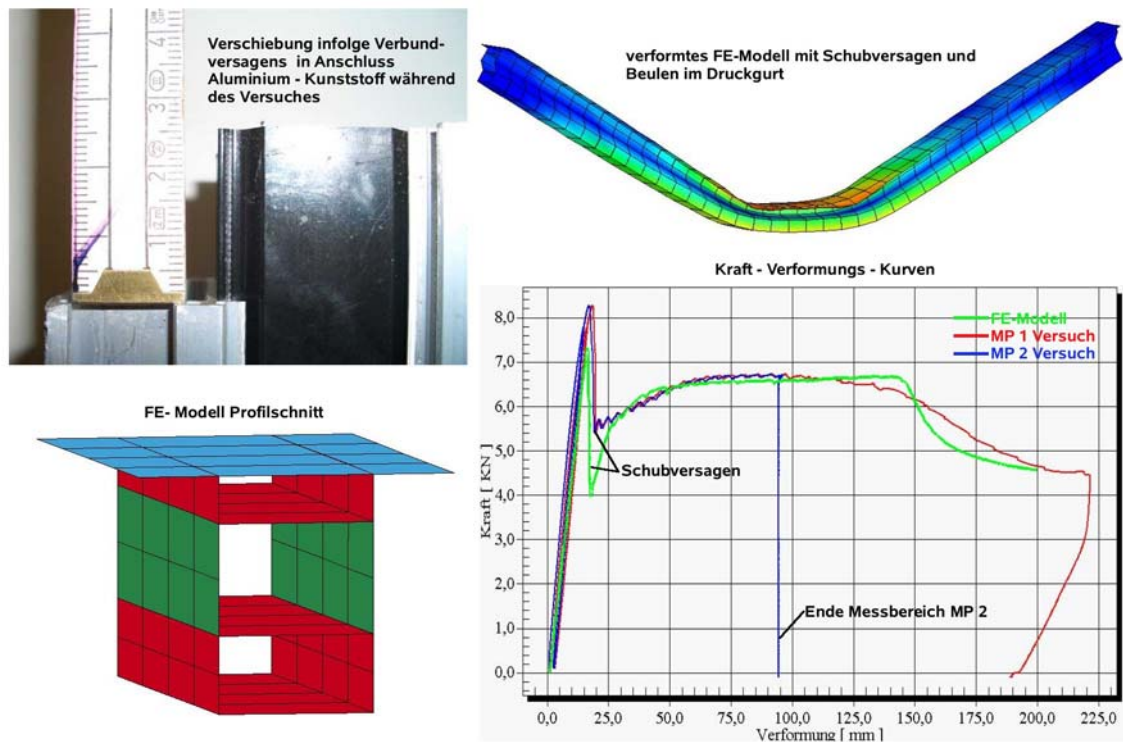 Verschiebung infolge Verbund-
versagens in Anschluss
Aluminium - Kunststoff während
des Versuches
4
3
2
1
verformtes FE-Modell mit Schubversagen und
Beulen im Druckgurt
FE- Modell Profilschnitt
Kraft - Verformungs - Kurven
FE-Modell
MP 1 Versuch
MP 2 Versuch
Schubversagen
Ende Messbereich MP 2
Kraft [ KN ]
8,0
7,0
6,0
5,0
4,0
3,0
2,0
1,0
0,0
0,0 25,0 50,0 75,0 100,0 125,0 150,0 175,0 200,0 225,0
Verformung [ mm ]